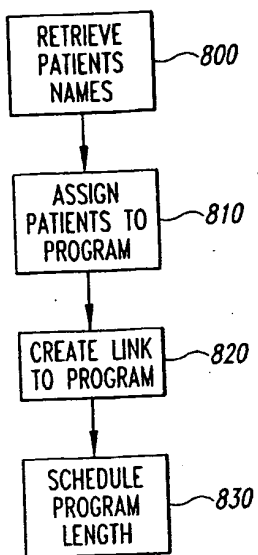 RETRIEVE
PATIENTS
NAMES
800
ASSIGN
PATIENTS TO
PROGRAM
810
CREATE LINK
TO PROGRAM
820
SCHEDULE
PROGRAM
LENGTH
830